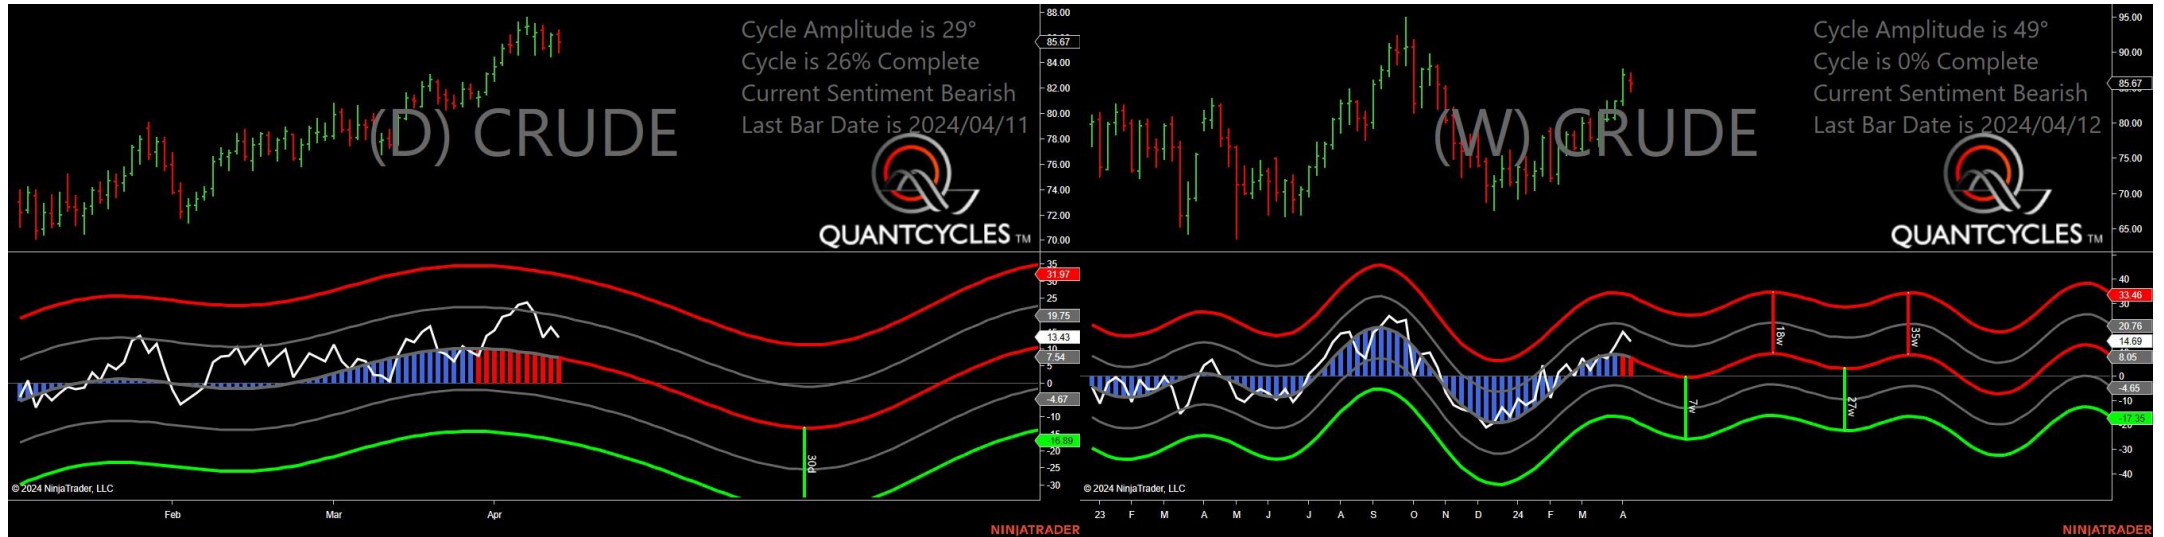 Cycle Amplitude is 29°
Cycle is 26% Complete
Current Sentiment Bearish
Last Bar Date is 2024/04/11
(D) CRUDE
QUANTCYCLES TM
88.00
85.67
84.00
82.00
80.00
78.00
76.00
74.00
72.00
70.00
35
31.97
30
25
19.75
13.43
10
7.54
5
0
-4.67
-10
-16.89
-20
-25
-30
30d
© 2024 NinjaTrader, LLC
Feb
Mar
Apr
NINJATRADER
Cycle Amplitude is 49°
Cycle is 0% Complete
Current Sentiment Bearish
Last Bar Date is 2024/04/12
(W) CRUDE
QUANTCYCLES TM
95.00
90.00
85.67
80.00
75.00
70.00
65.00
40
33.46
30
20.76
14.69
8.05
0
-4.65
-10
-17.35
-20
-30
-40
7w
18w
27w
35w
© 2024 NinjaTrader, LLC
23 F M A M J J A S O N D 24 F M A
NINJATRADER